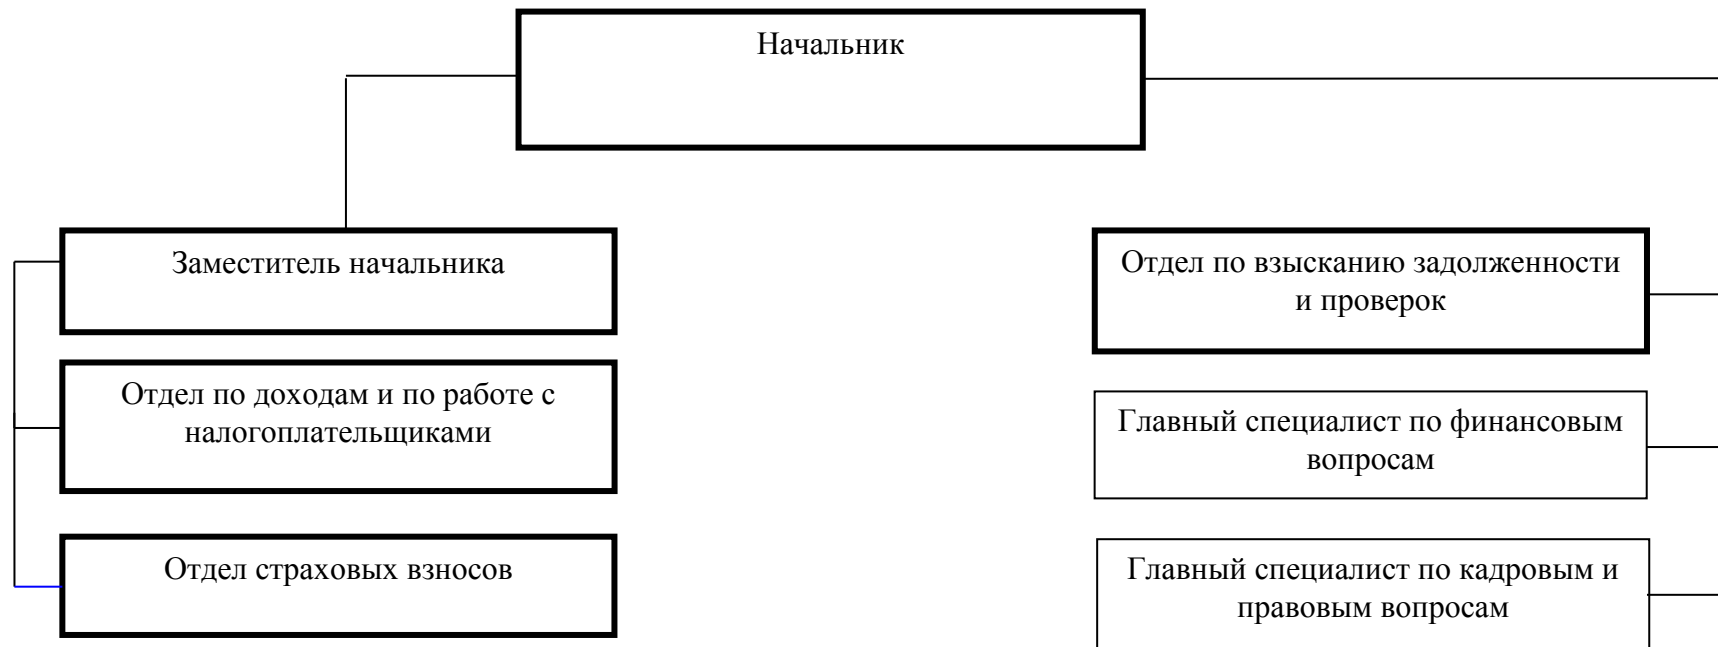 Начальник
Заместитель начальника
Отдел по взысканию задолженности
и проверок
Отдел по доходам и по работе с
налогоплательщиками
Главный специалист по финансовым
вопросам
Отдел страховых взносов
Главный специалист по кадровым и
правовым вопросам